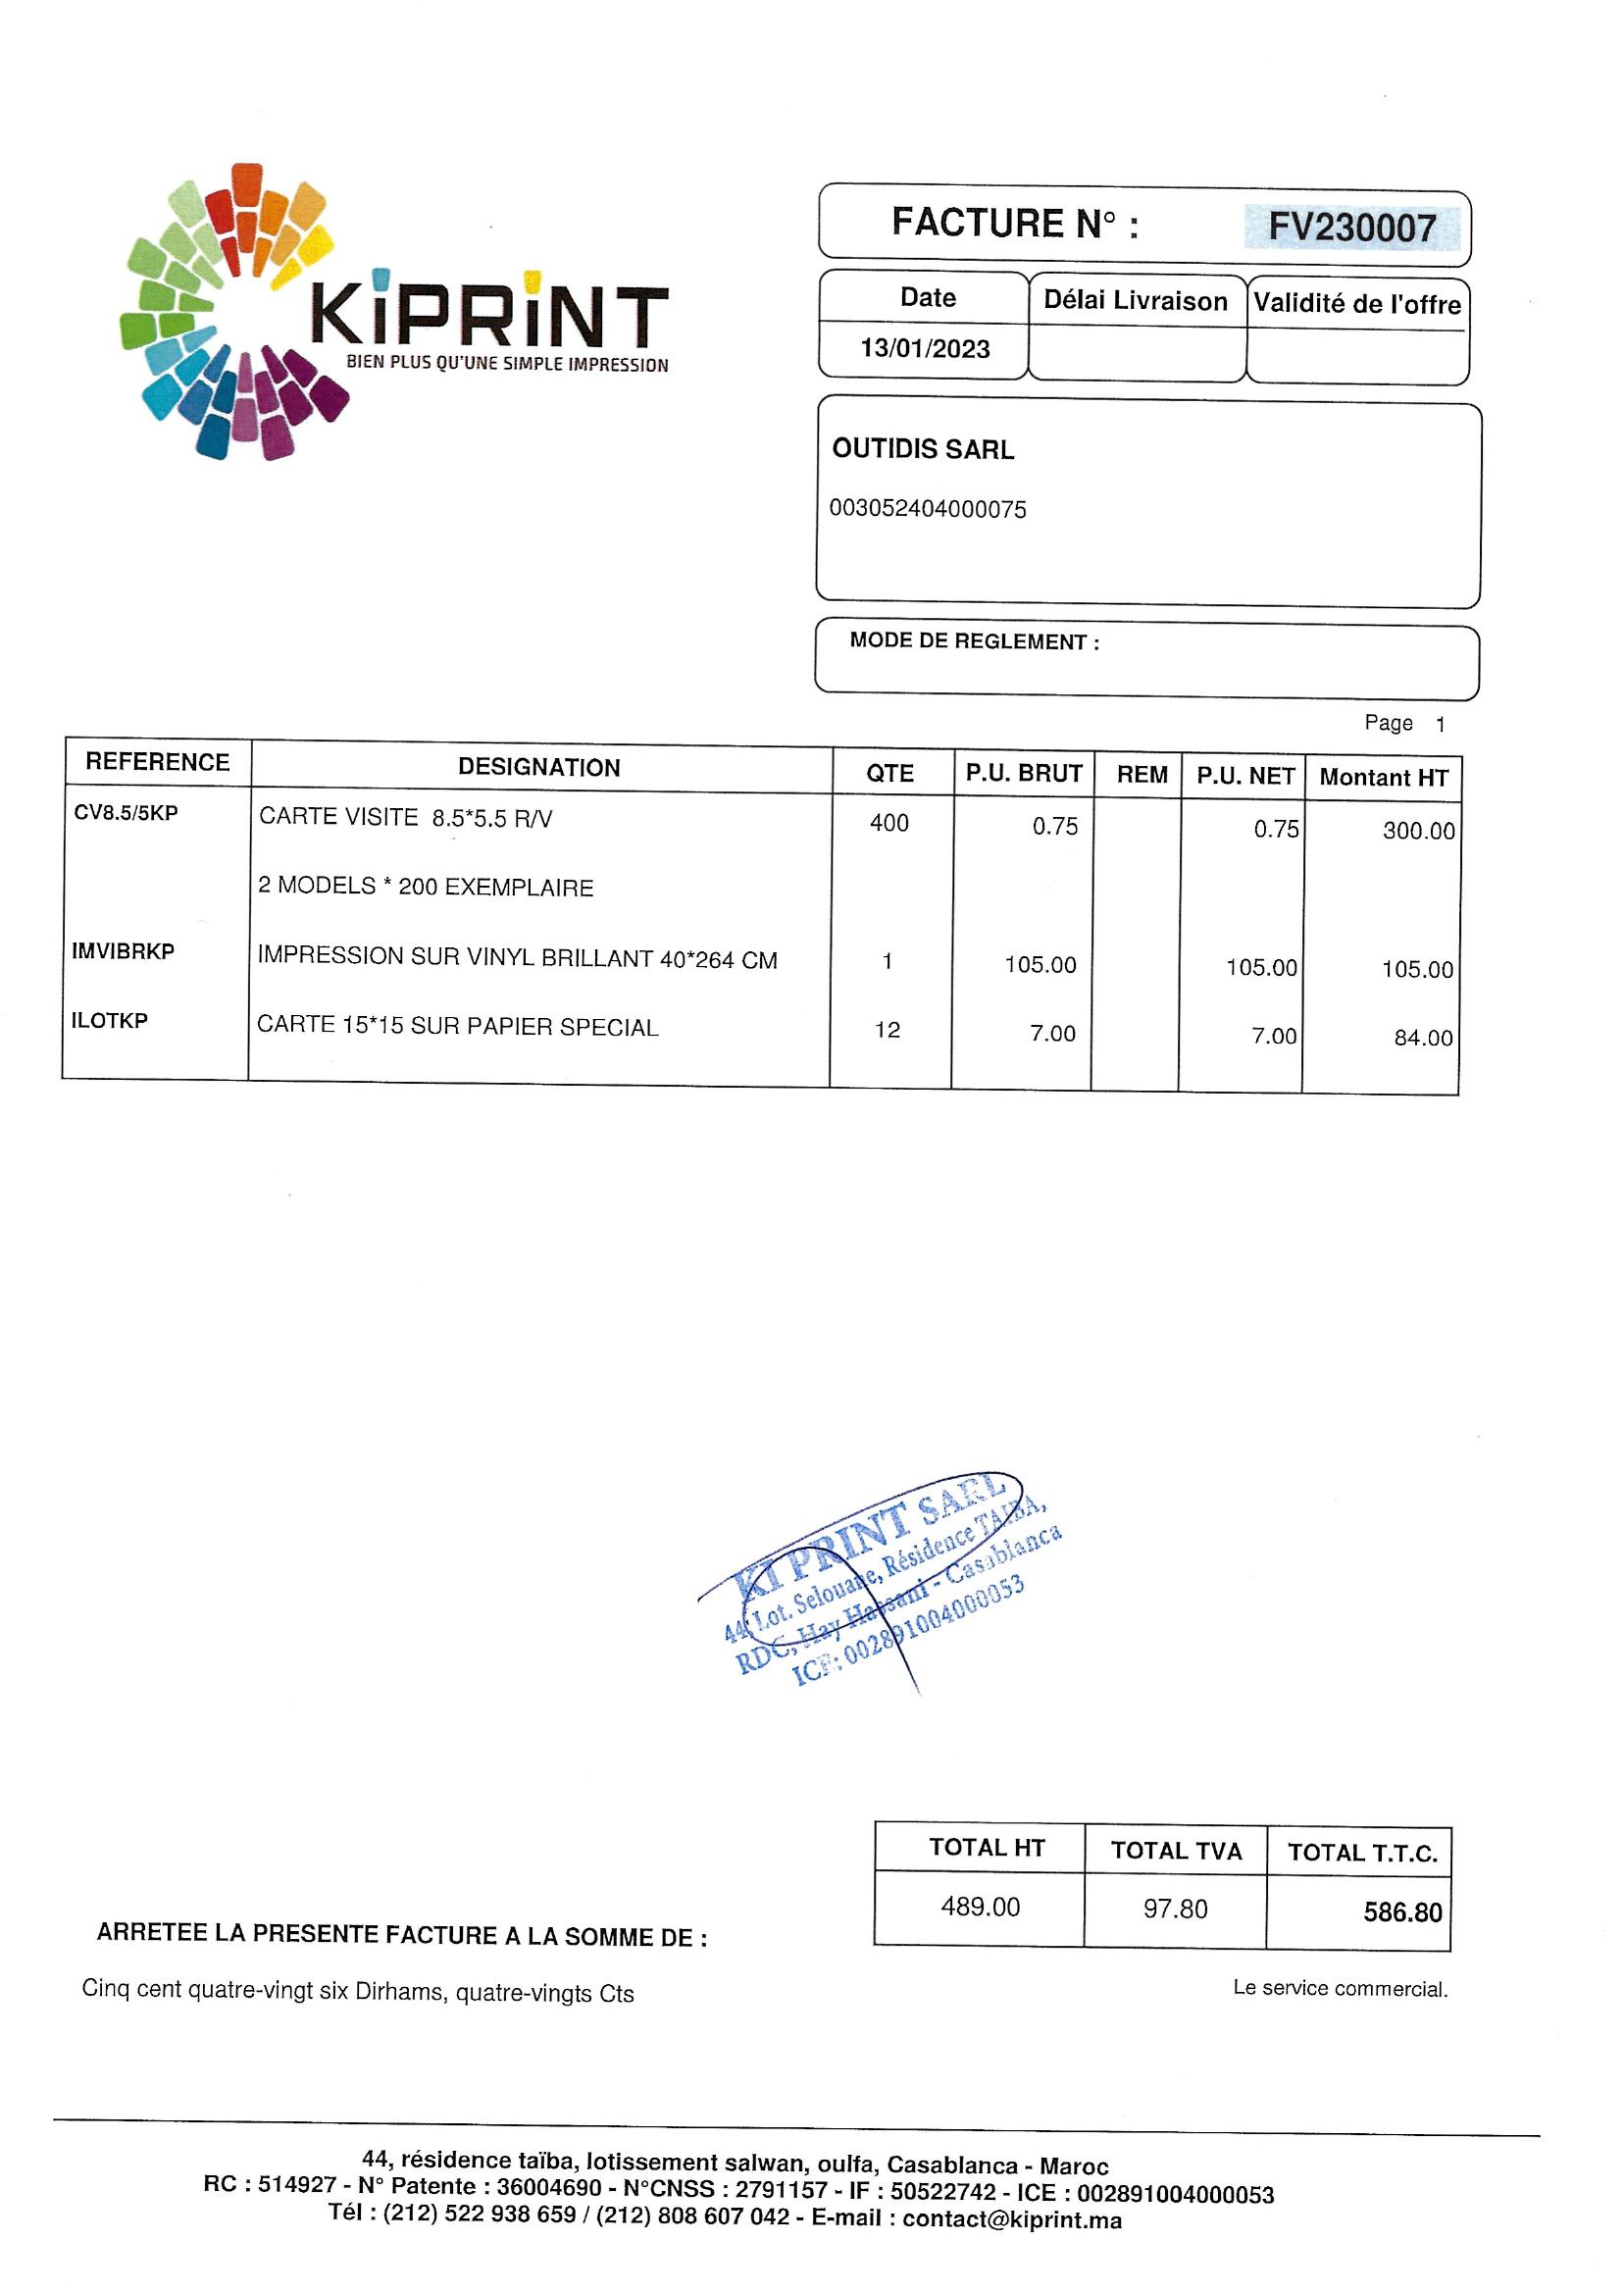 KiPRiNT
BIEN PLUS QU'UNE SIMPLE IMPRESSION
FACTURE N° : FV230007
Date Délai Livraison Validité de l'offre
13/01/2023
OUTIDIS SARL
003052404000075
MODE DE REGLEMENT :
Page 1
REFERENCE DESIGNATION QTE P.U. BRUT REM P.U. NET Montant HT
CV8.5/5KP CARTE VISITE 8.5*5.5 R/V 400 0.75 0.75 300.00
2 MODELS * 200 EXEMPLAIRE
IMVIBRKP IMPRESSION SUR VINYL BRILLANT 40*264 CM 1 105.00 105.00 105.00
ILOTKP CARTE 15*15 SUR PAPIER SPECIAL 12 7.00 7.00 84.00
KI PRINT SARL
44, Lot. Selouane, Résidence TAIBA,
RDC, Hay Hassani - Casablanca
ICE: 002891004000053
TOTAL HT TOTAL TVA TOTAL T.T.C.
489.00 97.80 586.80
ARRETEE LA PRESENTE FACTURE A LA SOMME DE :
Cinq cent quatre-vingt six Dirhams, quatre-vingts Cts
Le service commercial.
44, résidence taïba, lotissement salwan, oulfa, Casablanca - Maroc
RC : 514927 - N° Patente : 36004690 - N°CNSS : 2791157 - IF : 50522742 - ICE : 002891004000053
Tél : (212) 522 938 659 / (212) 808 607 042 - E-mail : contact@kiprint.ma